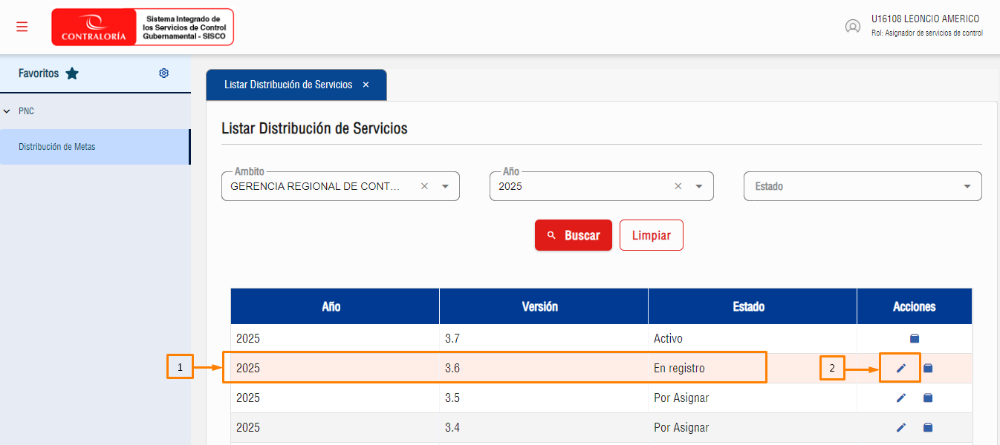 CONTRALORÍA
Sistema Integrado de
los Servicios de Control
Gubernamental - SISCO
U16108 LEONCIO AMERICO
Rol: Asignador de servicios de control
Favoritos
PNC
Distribución de Metas
Listar Distribución de Servicios ×
Listar Distribución de Servicios
Ambito
GERENCIA REGIONAL DE CONT...
Año
2025
Estado
Buscar
Limpiar
Año Versión Estado Acciones
2025 3.7 Activo
1 2025 3.6 En registro 2
2025 3.5 Por Asignar
2025 3.4 Por Asignar